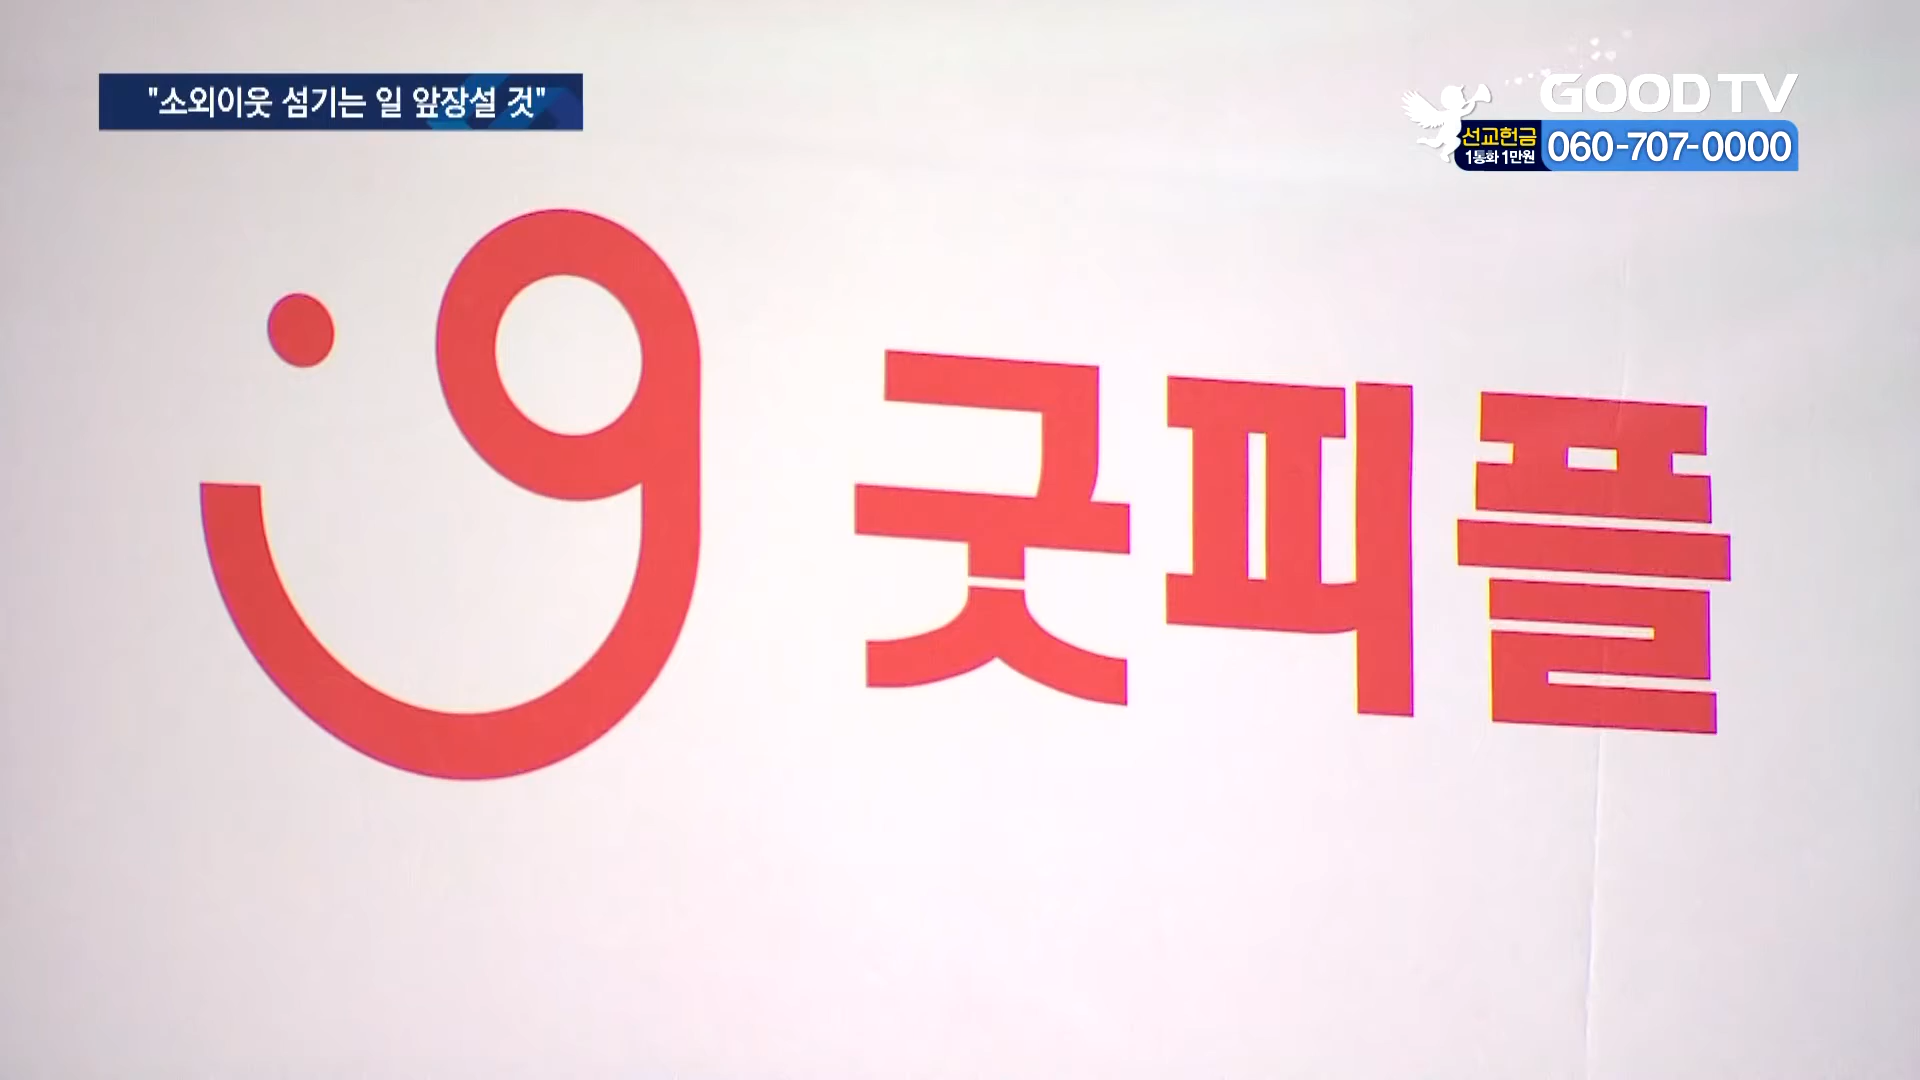 "소외이웃 섬기는 일 앞장설 것"
GOOD TV
선교헌금
1통화 1만원
060-707-0000
굿피플